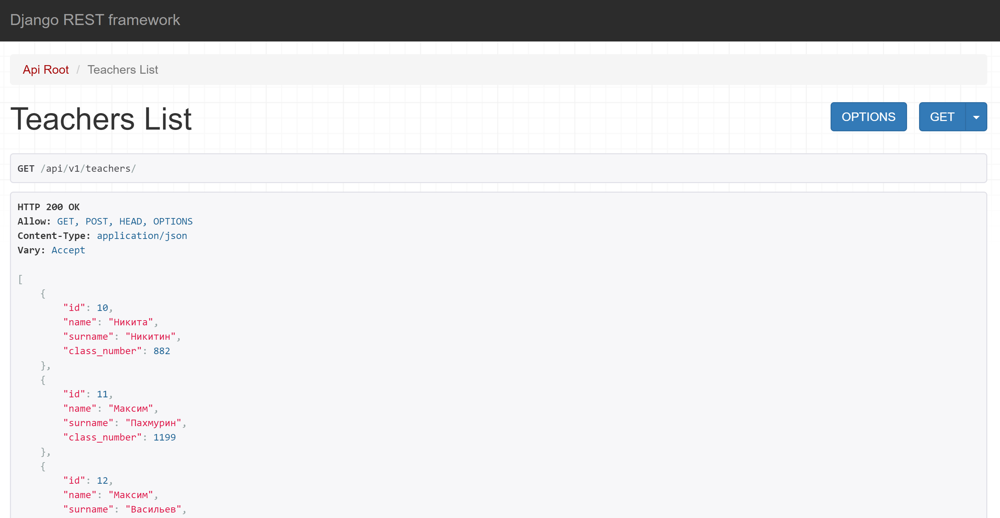 Django REST framework
Api Root / Teachers List
Teachers List
OPTIONS
GET
GET /api/v1/teachers/
HTTP 200 OK
Allow: GET, POST, HEAD, OPTIONS
Content-Type: application/json
Vary: Accept
[
    {
        "id": 10,
        "name": "Никита",
        "surname": "Никитин",
        "class_number": 882
    },
    {
        "id": 11,
        "name": "Максим",
        "surname": "Пахмурин",
        "class_number": 1199
    },
    {
        "id": 12,
        "name": "Максим",
        "surname": "Васильев",